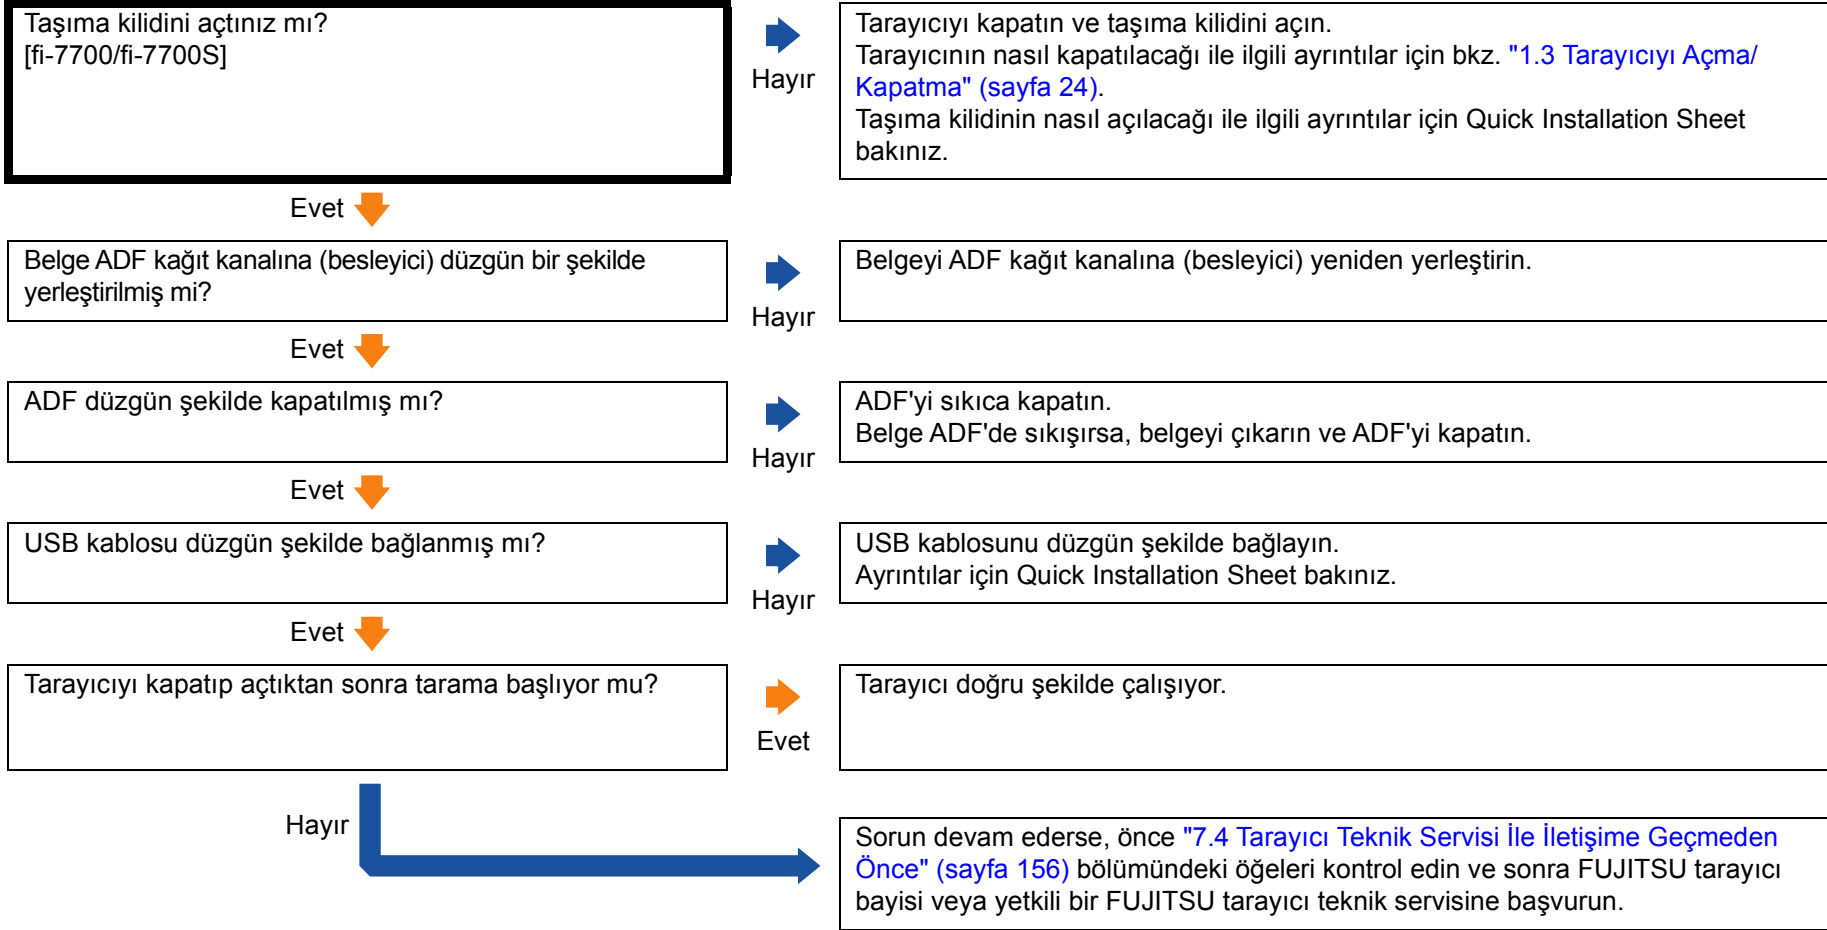 Taşıma kilidini açtınız mı?
[fi-7700/fi-7700S]
Hayır
Tarayıcıyı kapatın ve taşıma kilidini açın.
Tarayıcının nasıl kapatılacağı ile ilgili ayrıntılar için bkz. "1.3 Tarayıcıyı Açma/
Kapatma" (sayfa 24).
Taşıma kilidinin nasıl açılacağı ile ilgili ayrıntılar için Quick Installation Sheet
bakınız.
Evet
Belge ADF kağıt kanalına (besleyici) düzgün bir şekilde
yerleştirilmiş mi?
Hayır
Belgeyi ADF kağıt kanalına (besleyici) yeniden yerleştirin.
Evet
ADF düzgün şekilde kapatılmış mı?
Hayır
ADF'yi sıkıca kapatın.
Belge ADF'de sıkışırsa, belgeyi çıkarın ve ADF'yi kapatın.
Evet
USB kablosu düzgün şekilde bağlanmış mı?
Hayır
USB kablosunu düzgün şekilde bağlayın.
Ayrıntılar için Quick Installation Sheet bakınız.
Evet
Tarayıcıyı kapatıp açtıktan sonra tarama başlıyor mu?
Evet
Tarayıcı doğru şekilde çalışıyor.
Hayır
Sorun devam ederse, önce "7.4 Tarayıcı Teknik Servisi İle İletişime Geçmeden
Önce" (sayfa 156) bölümündeki öğeleri kontrol edin ve sonra FUJITSU tarayıcı
bayisi veya yetkili bir FUJITSU tarayıcı teknik servisine başvurun.